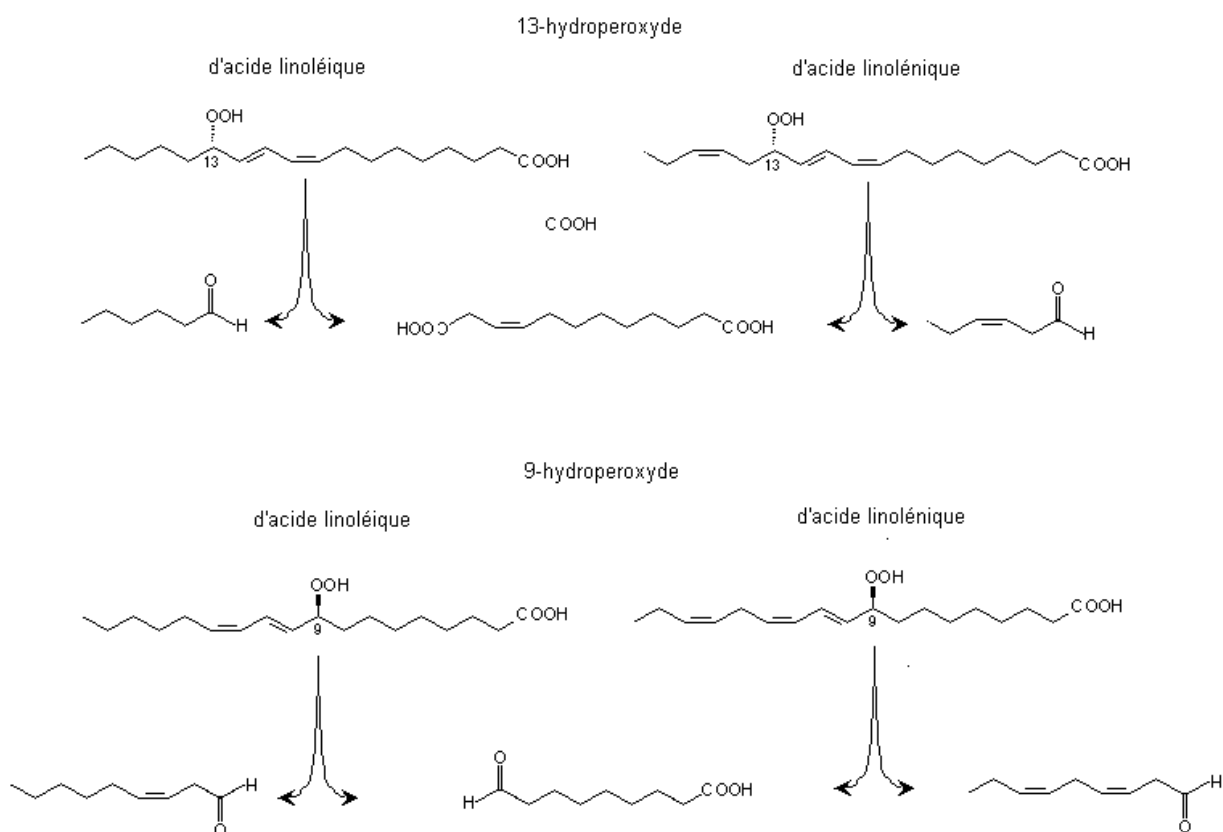 13-hydroperoxyde
d'acide linoléique
d'acide linolénique
OOH
OOH
13
COOH
13
COOH
COOH
O
H
HOOC
COOH
O
H
9-hydroperoxyde
d'acide linoléique
d'acide linolénique
OOH
OOH
9
COOH
9
COOH
H
O
O
H
COOH
H
O